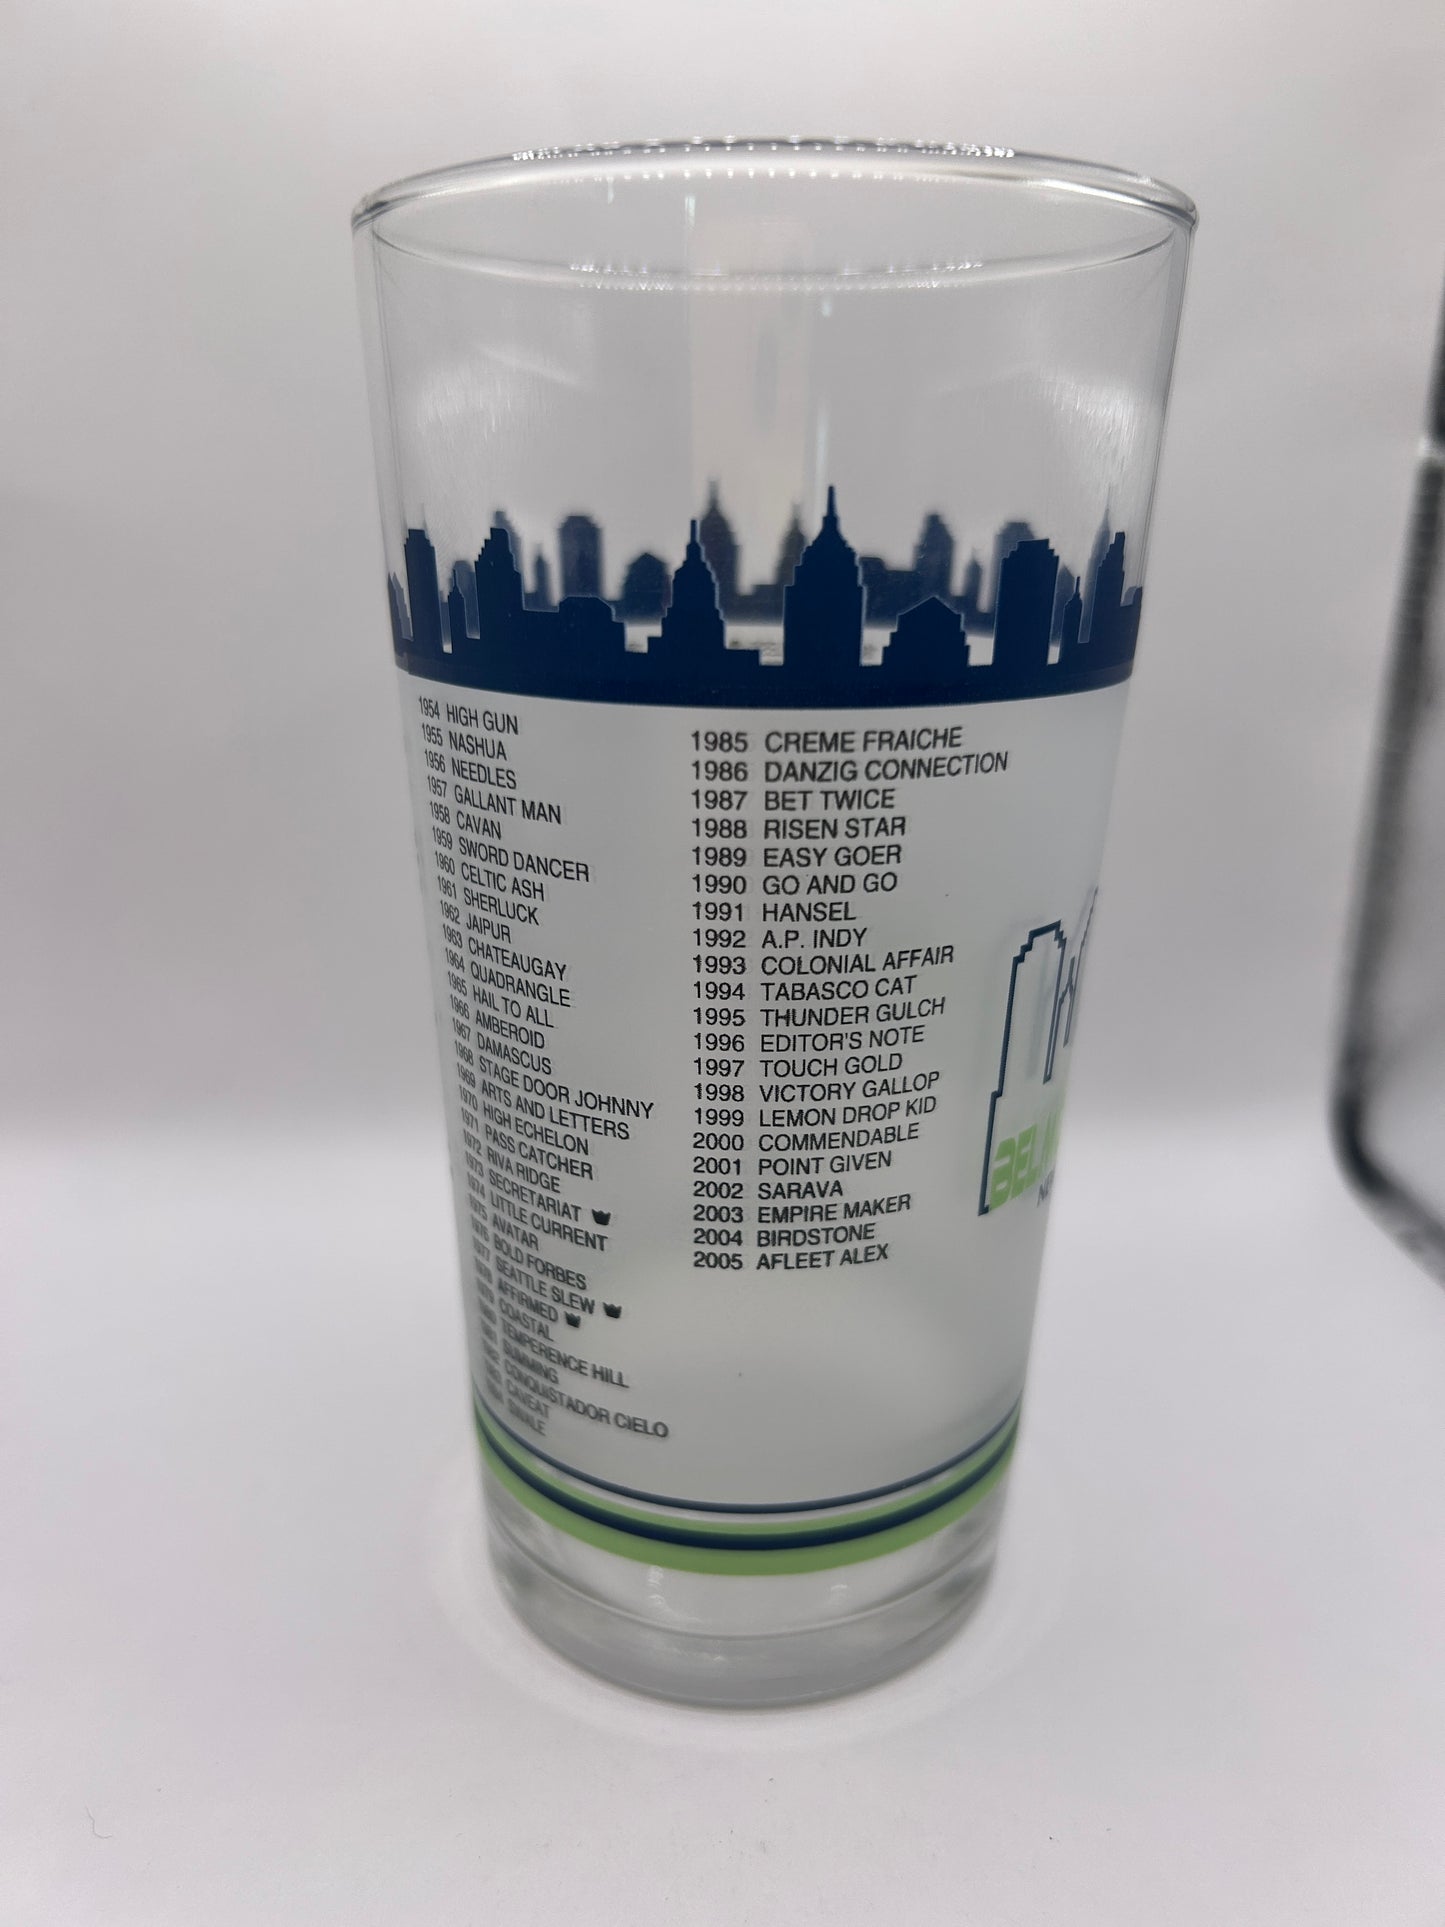 1954 HIGH GUN
1955 NASHUA
1956 NEEDLES
1957 GALLANT MAN
1958 CAVAN
1959 SWORD DANCER
1960 CELTIC ASH
1961 SHERLUCK
1962 JAIPUR
1963 CHATEAUGAY
1964 QUADRANGLE
1965 HAIL TO ALL
1966 AMBEROID
1967 DAMASCUS
1968 STAGE DOOR JOHNNY
1969 ARTS AND LETTERS
1970 HIGH ECHELON
1971 PASS CATCHER
1972 RIVA RIDGE
1973 SECRETARIAT
1974 LITTLE CURRENT
1975 AVATAR
1976 BOLD FORBES
1977 SEATTLE SLEW
1978 AFFIRMED
1979 COASTAL
1980 TEMPERENCE HILL
1981 SUMMING
1982 CONQUISTADOR CIELO
1983 CAVEAT
1984 SWALE
1985 CREME FRAICHE
1986 DANZIG CONNECTION
1987 BET TWICE
1988 RISEN STAR
1989 EASY GOER
1990 GO AND GO
1991 HANSEL
1992 A.P. INDY
1993 COLONIAL AFFAIR
1994 TABASCO CAT
1995 THUNDER GULCH
1996 EDITOR'S NOTE
1997 TOUCH GOLD
1998 VICTORY GALLOP
1999 LEMON DROP KID
2000 COMMENDABLE
2001 POINT GIVEN
2002 SARAVA
2003 EMPIRE MAKER
2004 BIRDSTONE
2005 AFLEET ALEX